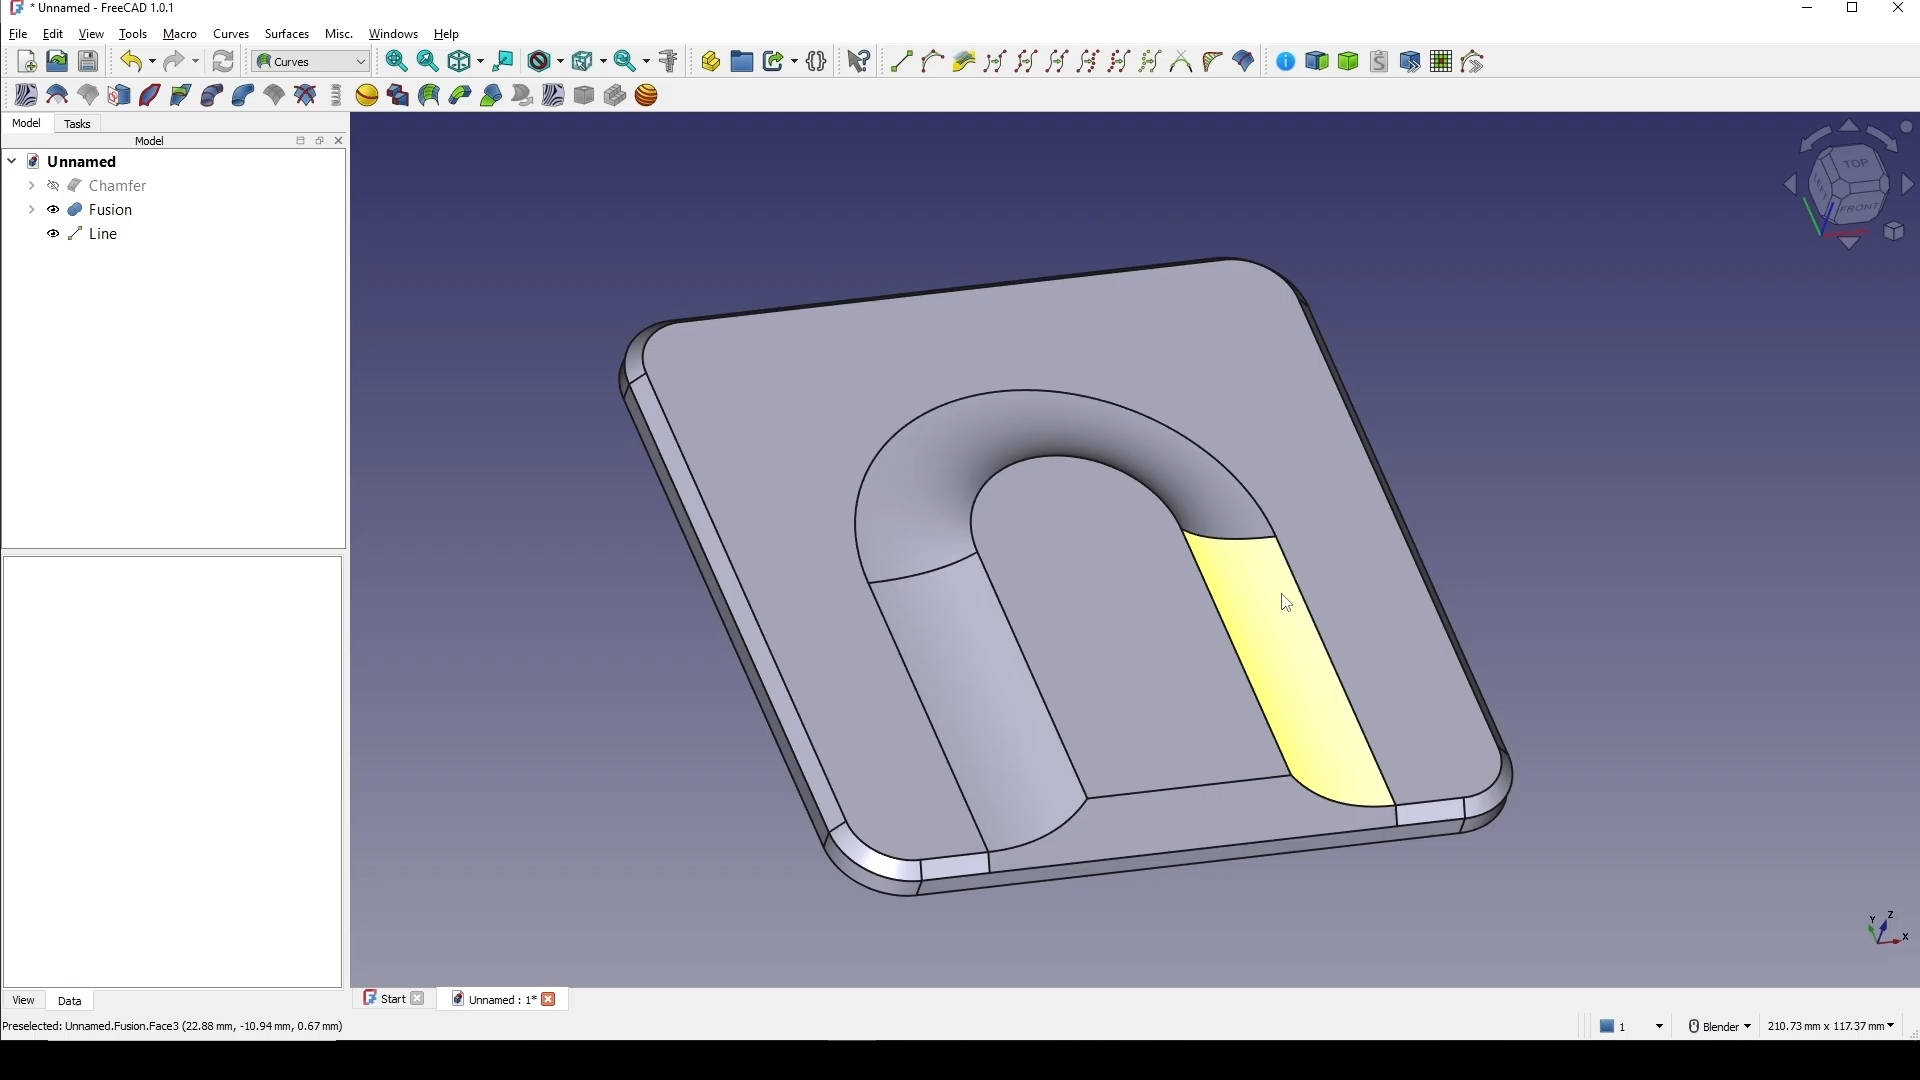 * Unnamed - FreeCAD 1.0.1
File Edit View Tools Macro Curves Surfaces Misc. Windows Help
Curves
Model Tasks
Model
Unnamed
Chamfer
Fusion
Line
TOP
LEFT
FRONT
Y Z X
View Data
Start Unnamed : 1*
Preselected: Unnamed.Fusion.Face3 (22.88 mm, -10.94 mm, 0.67 mm) 1 Blender 210.73 mm x 117.37 mm